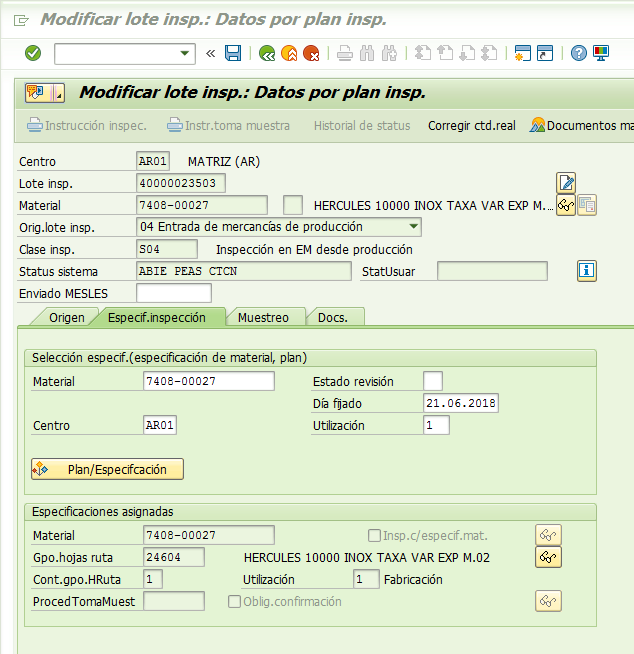 Modificar lote insp.: Datos por plan insp.
Modificar lote insp.: Datos por plan insp.
Instrucción inspec. Instr.toma muestra Historial de status Corregir ctd.real Documentos ma
Centro AR01 MATRIZ (AR)
Lote insp. 40000023503
Material 7408-00027 HERCULES 10000 INOX TAXA VAR EXP M....
Orig.lote insp. 04 Entrada de mercancías de producción
Clase insp. S04 Inspección en EM desde producción
Status sistema ABIE PEAS CTCN StatUsuar
Enviado MESLES
Origen Especif.inspección Muestreo Docs.
Selección especif.(especificación de material, plan)
Material 7408-00027 Estado revisión
Día fijado 21.06.2018
Centro AR01 Utilización 1
Plan/Especifcación
Especificaciones asignadas
Material 7408-00027 Insp.c/especif.mat.
Gpo.hojas ruta 24604 HERCULES 10000 INOX TAXA VAR EXP M.02
Cont.gpo.HRuta 1 Utilización 1 Fabricación
ProcedTomaMuest Oblig.confirmación